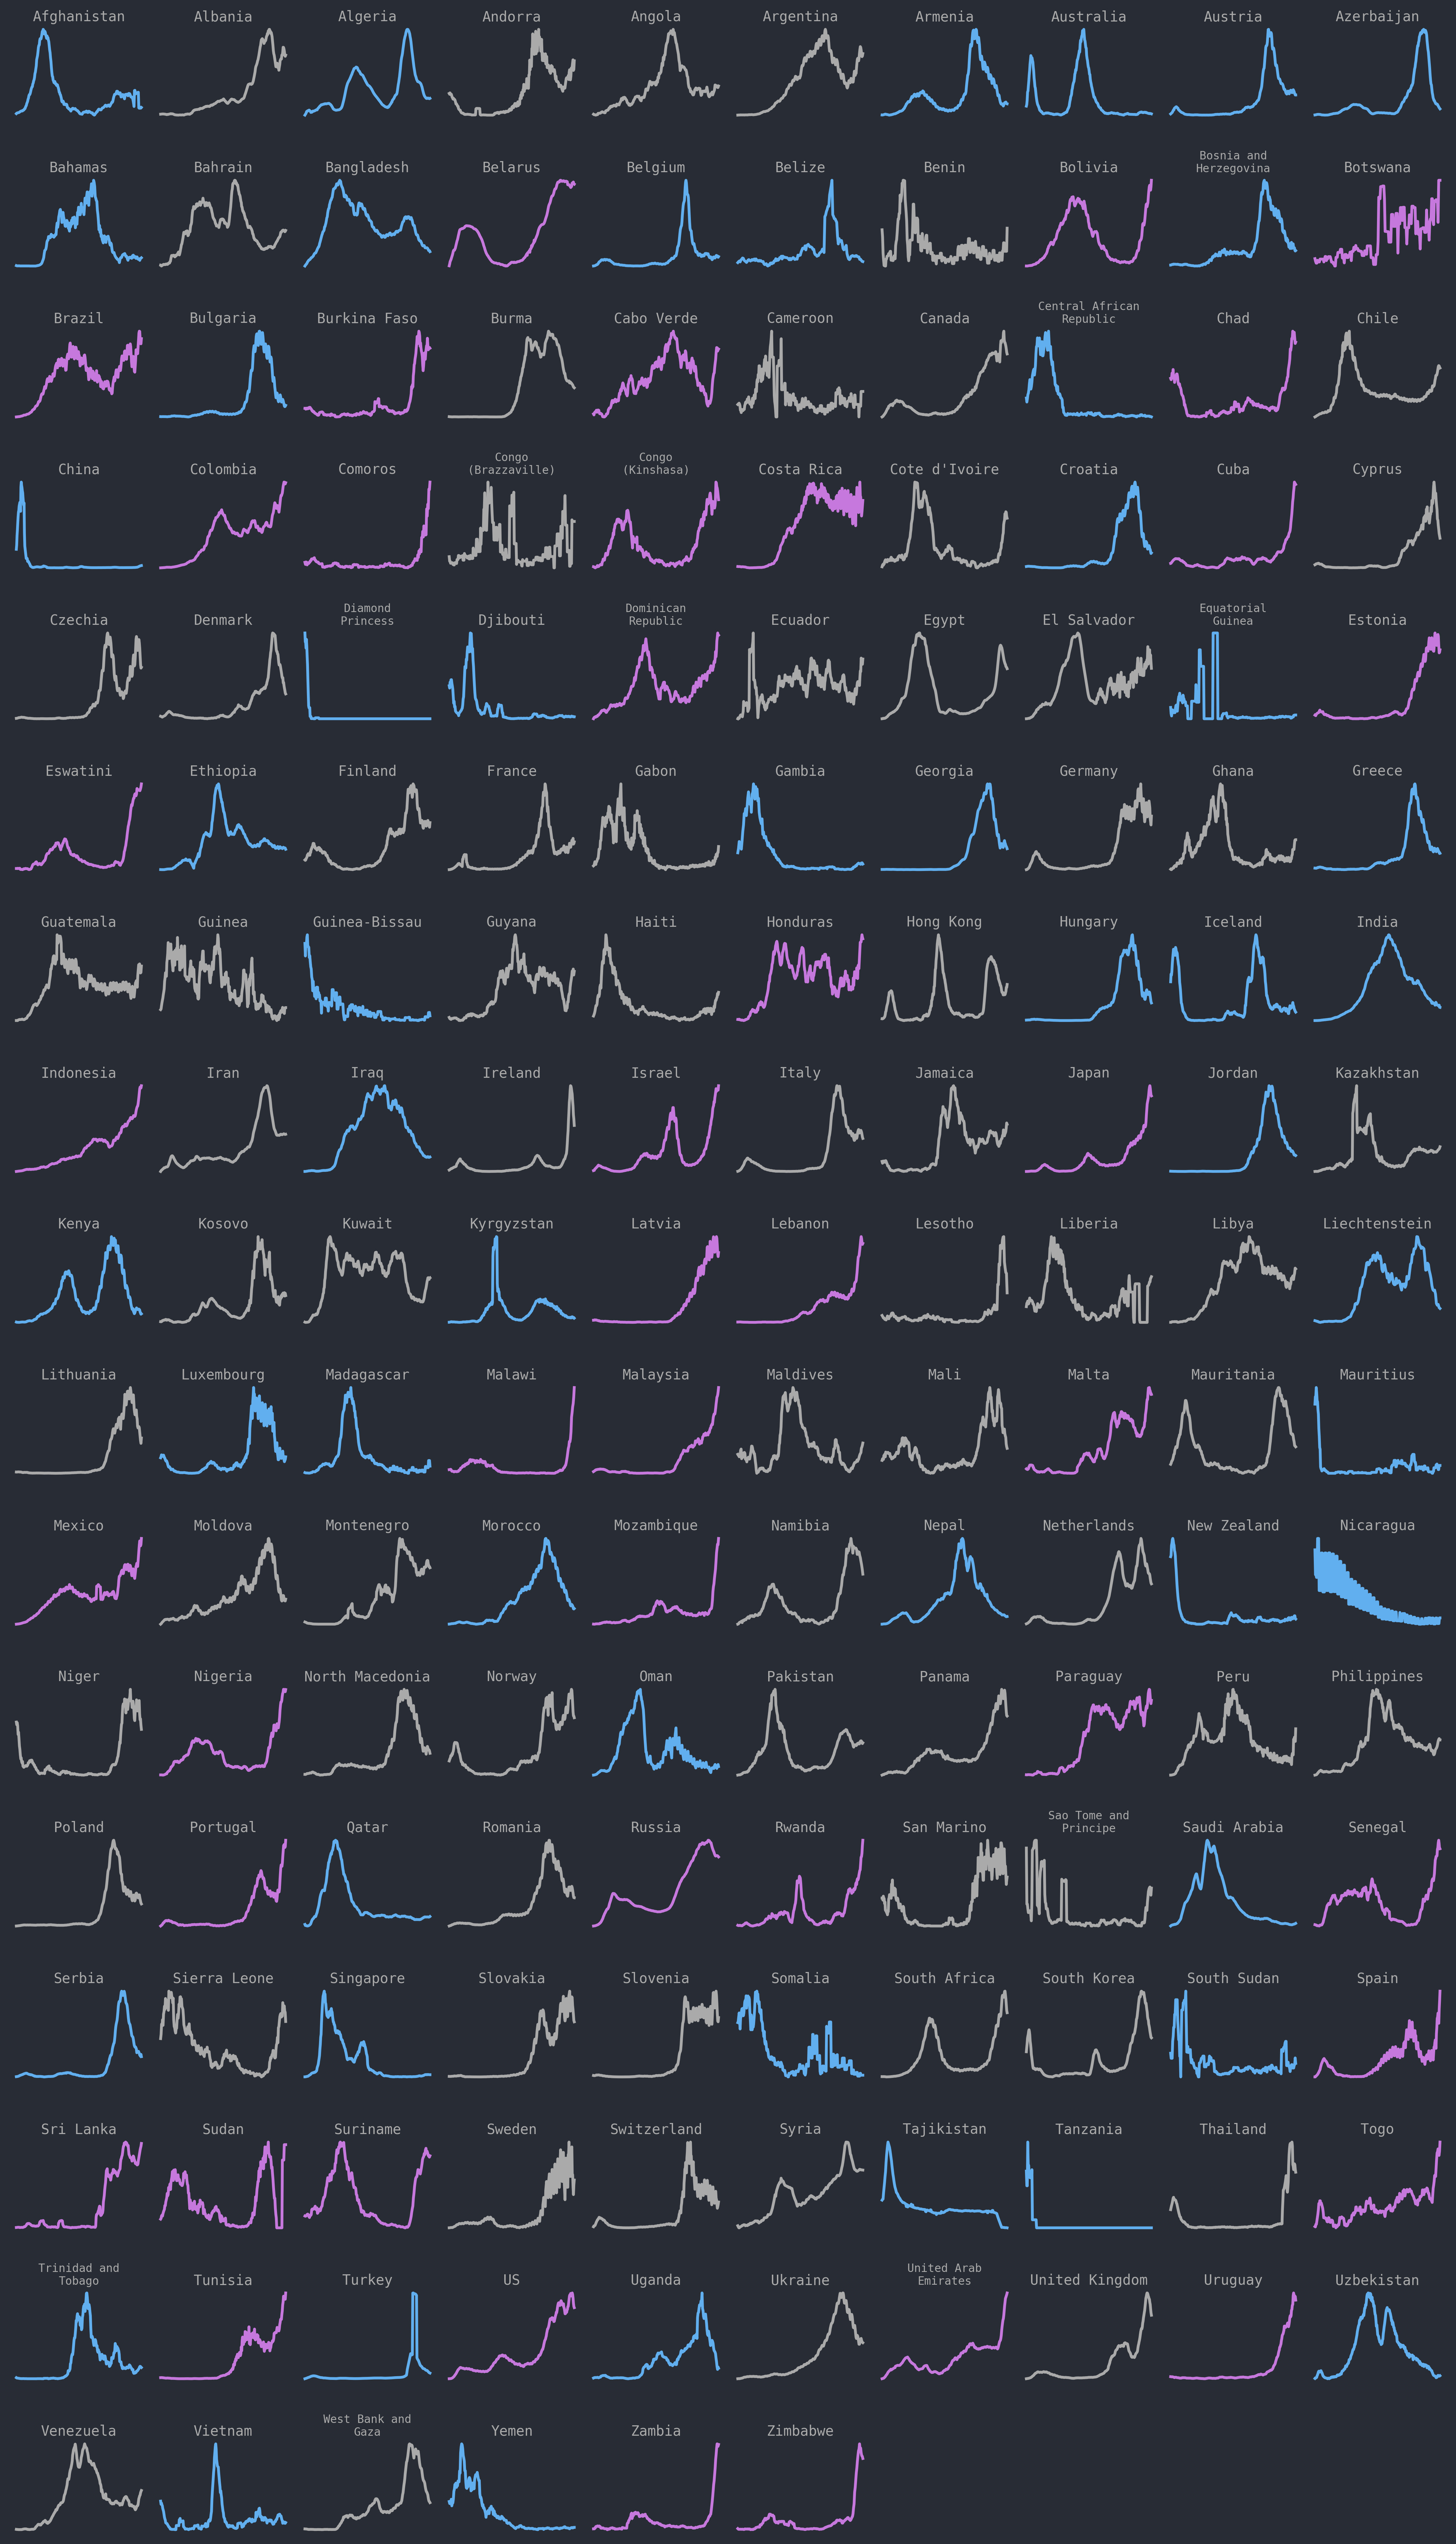 Afghanistan
Albania
Algeria
Andorra
Angola
Argentina
Armenia
Australia
Austria
Azerbaijan
Bahamas
Bahrain
Bangladesh
Belarus
Belgium
Belize
Benin
Bolivia
Bosnia and
Herzegovina
Botswana
Brazil
Bulgaria
Burkina Faso
Burma
Cabo Verde
Cameroon
Canada
Central African
Republic
Chad
Chile
China
Colombia
Comoros
Congo
(Brazzaville)
Congo
(Kinshasa)
Costa Rica
Cote d'Ivoire
Croatia
Cuba
Cyprus
Czechia
Denmark
Diamond
Princess
Djibouti
Dominican
Republic
Ecuador
Egypt
El Salvador
Equatorial
Guinea
Estonia
Eswatini
Ethiopia
Finland
France
Gabon
Gambia
Georgia
Germany
Ghana
Greece
Guatemala
Guinea
Guinea-Bissau
Guyana
Haiti
Honduras
Hong Kong
Hungary
Iceland
India
Indonesia
Iran
Iraq
Ireland
Israel
Italy
Jamaica
Japan
Jordan
Kazakhstan
Kenya
Kosovo
Kuwait
Kyrgyzstan
Latvia
Lebanon
Lesotho
Liberia
Libya
Liechtenstein
Lithuania
Luxembourg
Madagascar
Malawi
Malaysia
Maldives
Mali
Malta
Mauritania
Mauritius
Mexico
Moldova
Montenegro
Morocco
Mozambique
Namibia
Nepal
Netherlands
New Zealand
Nicaragua
Niger
Nigeria
North Macedonia
Norway
Oman
Pakistan
Panama
Paraguay
Peru
Philippines
Poland
Portugal
Qatar
Romania
Russia
Rwanda
San Marino
Sao Tome and
Principe
Saudi Arabia
Senegal
Serbia
Sierra Leone
Singapore
Slovakia
Slovenia
Somalia
South Africa
South Korea
South Sudan
Spain
Sri Lanka
Sudan
Suriname
Sweden
Switzerland
Syria
Tajikistan
Tanzania
Thailand
Togo
Trinidad and
Tobago
Tunisia
Turkey
US
Uganda
Ukraine
United Arab
Emirates
United Kingdom
Uruguay
Uzbekistan
Venezuela
Vietnam
West Bank and
Gaza
Yemen
Zambia
Zimbabwe